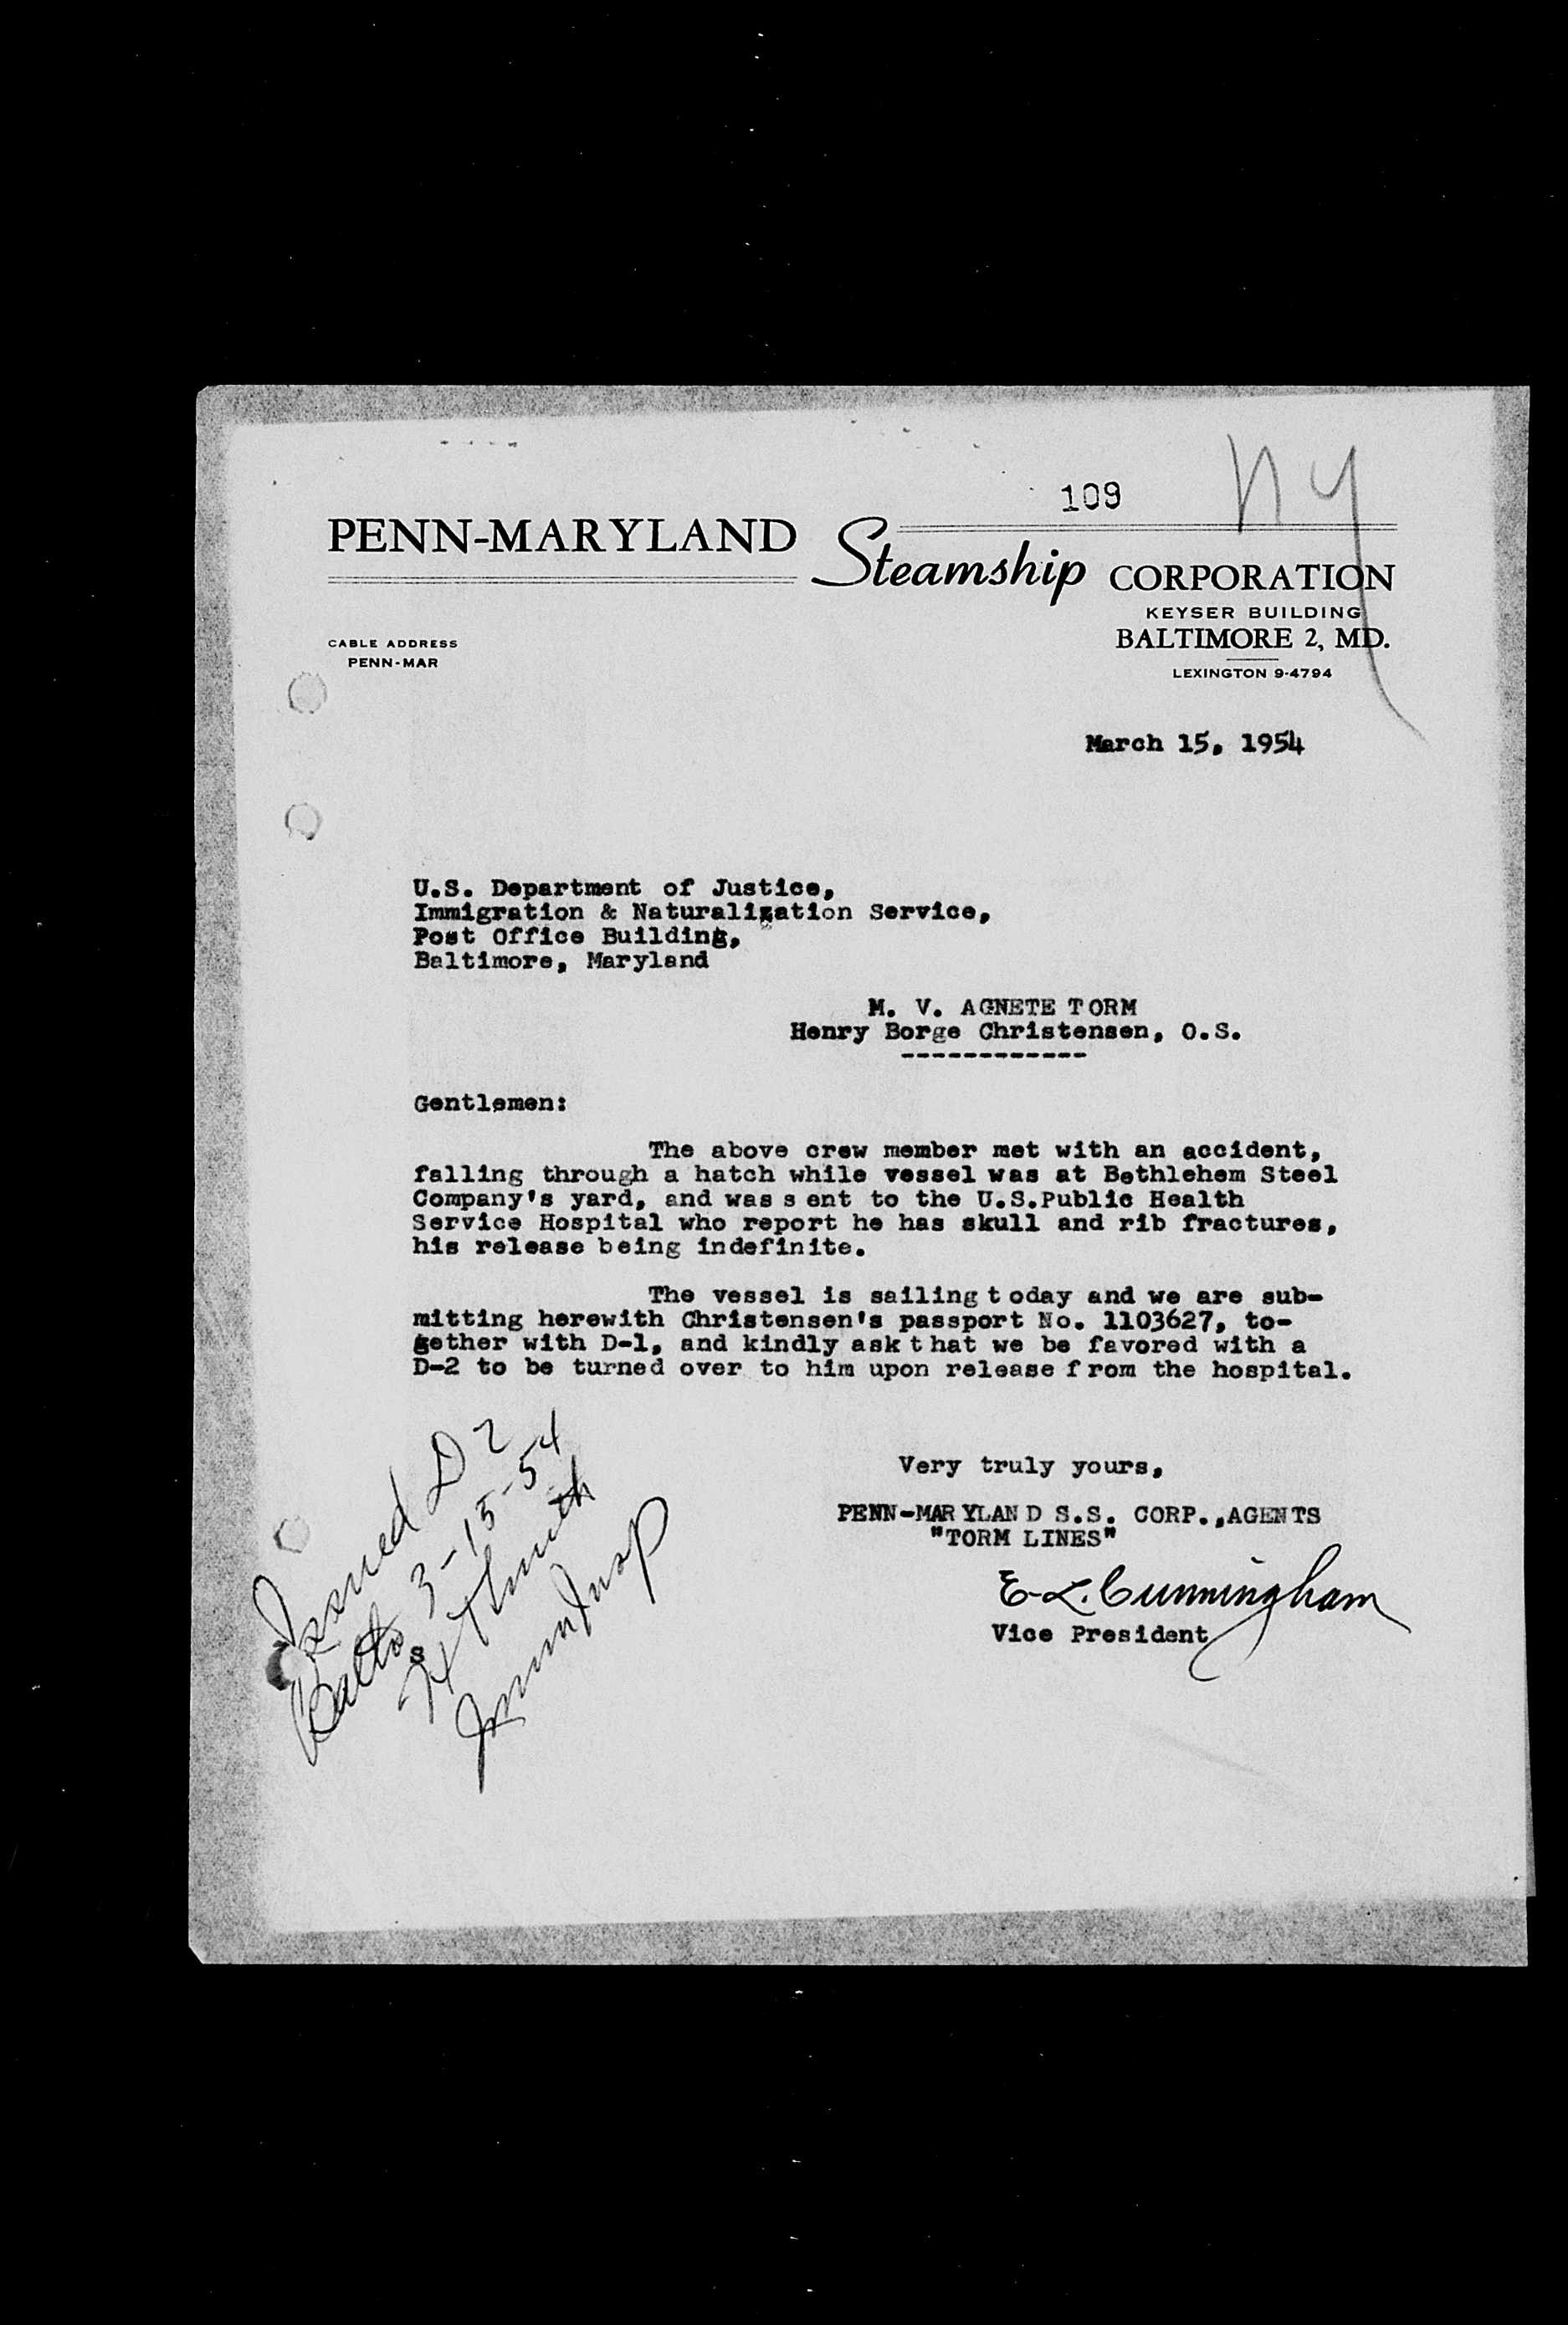 109
NY
PENN-MARYLAND Steamship CORPORATION
KEYSER BUILDING
BALTIMORE 2, MD.
LEXINGTON 9-4794
CABLE ADDRESS
PENN-MAR
March 15, 1954
U.S. Department of Justice,
Immigration & Naturalization Service,
Post Office Building,
Baltimore, Maryland
M. V. AGNETE TORM
Henry Borge Christensen, O.S.
------------
Gentlemen:
The above crew member met with an accident,
falling through a hatch while vessel was at Bethlehem Steel
Company's yard, and was s ent to the U.S.Public Health
Service Hospital who report he has skull and rib fractures,
his release being indefinite.
The vessel is sailing t oday and we are sub-
mitting herewith Christensen's passport No. 1103627, to-
gether with D-1, and kindly ask t hat we be favored with a
D-2 to be turned over to him upon release f rom the hospital.
Very truly yours,
PENN-MAR YLAN D S.S. CORP.,AGENTS
"TORM LINES"
E. L. Cunningham
Vice President
Issued D2
Balto 3-15-54
s
Imm Insp